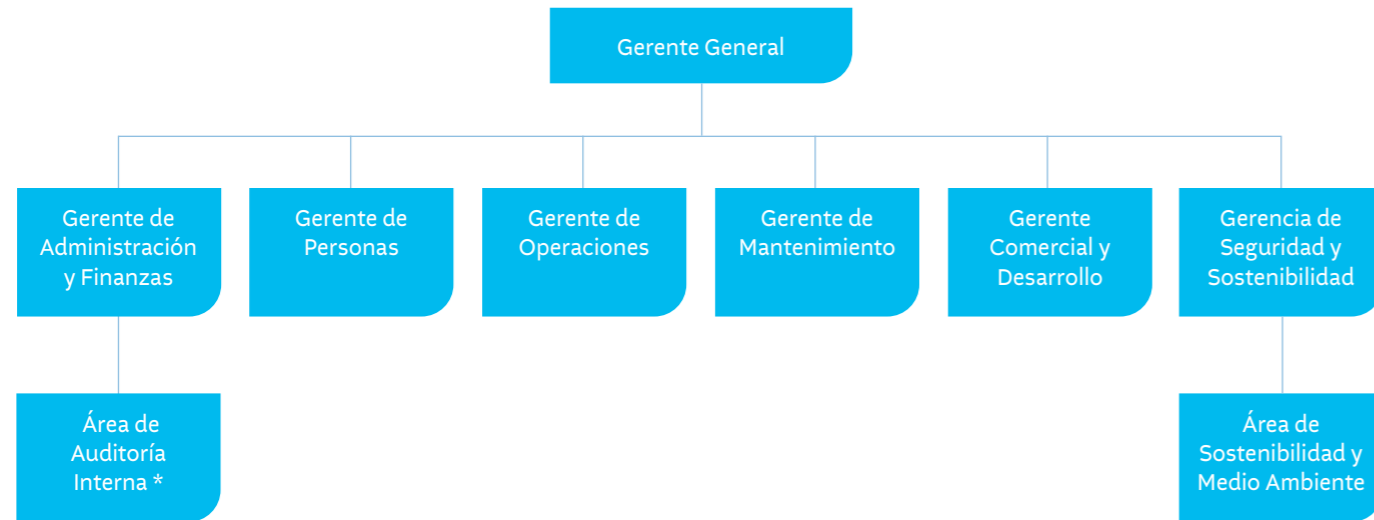 Gerente General
Gerente de
Administración
y Finanzas
Gerente de
Personas
Gerente de
Operaciones
Gerente de
Mantenimiento
Gerente
Comercial y
Desarrollo
Gerencia de
Seguridad y
Sostenibilidad
Área de
Auditoría
Interna *
Área de
Sostenibilidad y
Medio Ambiente